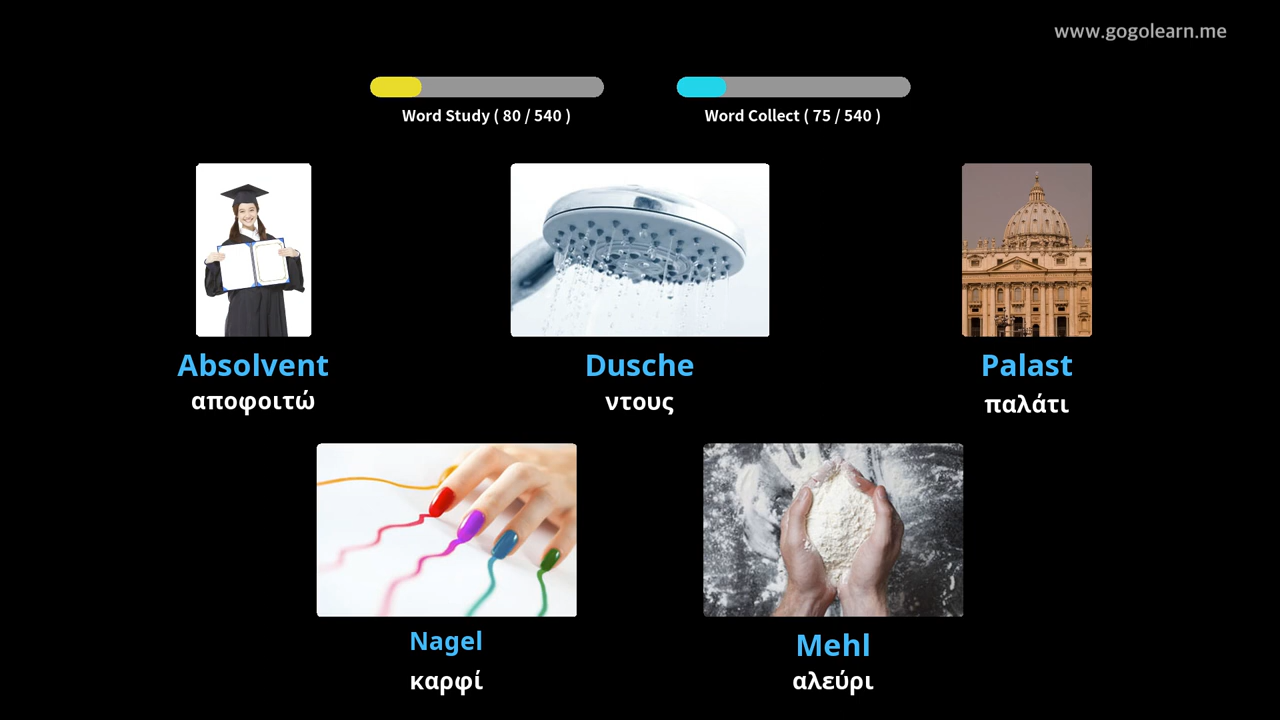 www.gogolearn.me
Word Study ( 80 / 540 )
Word Collect ( 75 / 540 )
Absolvent
αποφοιτώ
Dusche
ντους
Palast
παλάτι
Nagel
καρφί
Mehl
αλεύρι